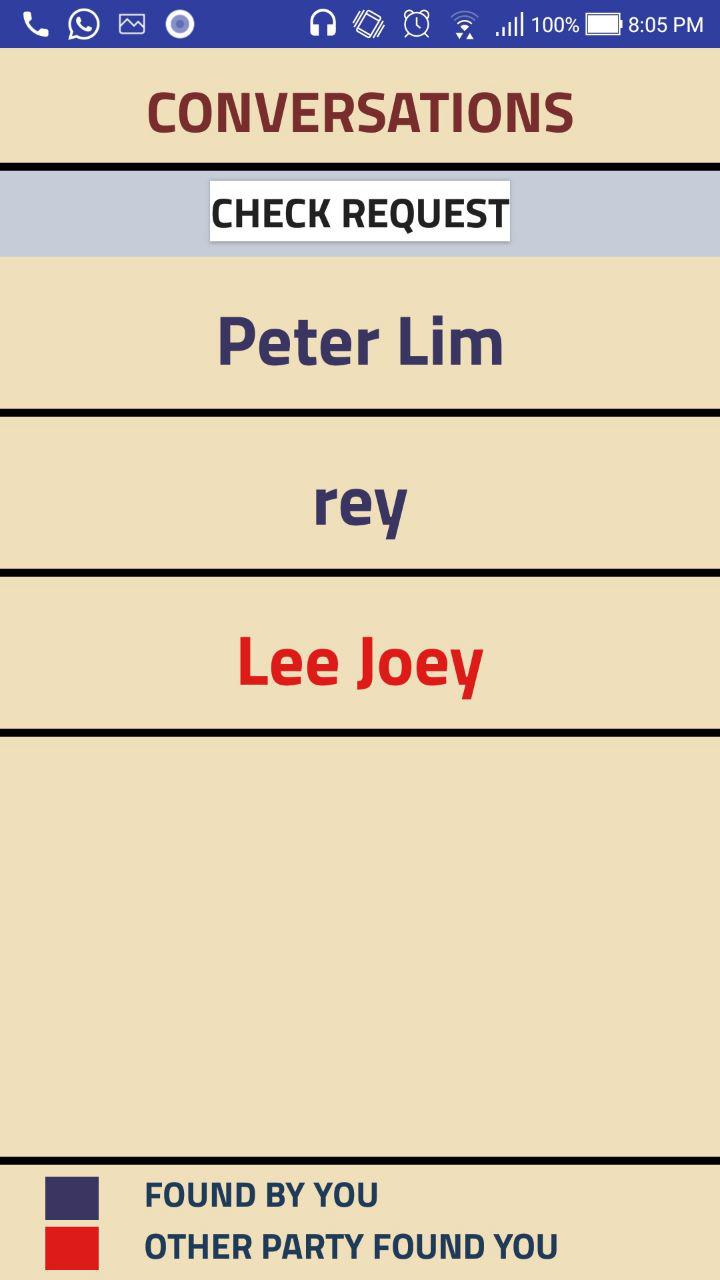 100% 8:05 PM
CONVERSATIONS
CHECK REQUEST
Peter Lim
rey
Lee Joey
FOUND BY YOU
OTHER PARTY FOUND YOU